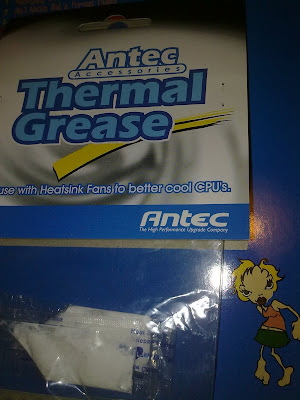 Antec
Accessories
Thermal
Grease
use with Heatsink Fans to better cool CPU's.
Antec
The High Performance Upgrade Company